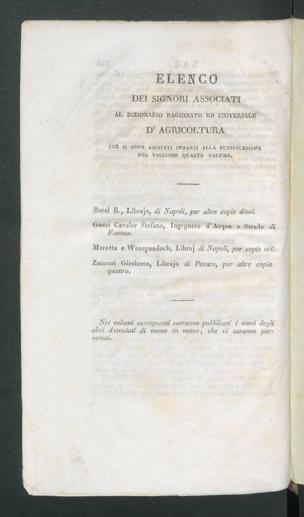 ELENCO
DEI SIGNORI ASSOCIATI
AL DIZIONARIO RAGIONATO ED UNIVERSALE
D' AGRICOLTURA
CHE SI SONO ASCRITTI INNANTI ALLA PUBBLICAZIONE
DEL VIGESIMO QUARTO VOLUME.
Borel B., Librajo, di Napoli, per altre copie dieci.
Gucci Cavaler Stefano, Ingegnere d'Acque e Strade di
Faenza.
Marotta e Wanspandoch, Libraj di Napoli, per copie sei.
Zacconi Girolamo, Librajo di Pesaro, per altre copie
quattro.
Nei volumi susseguenti verranno pubblicati i nomi degli
altri Associati di mano in mano, che ci saranno per-
venuti.